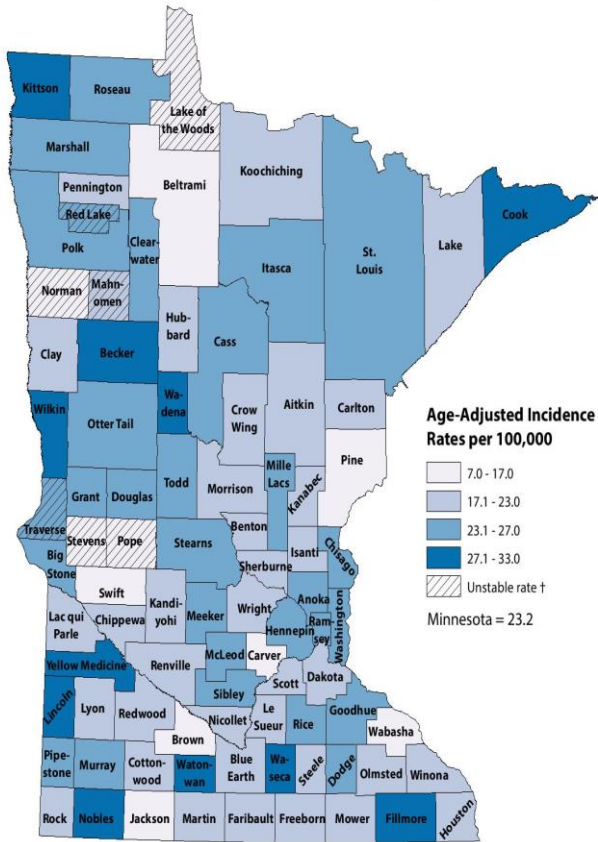 Kittson
Roseau
Lake of
the Woods
Marshall
Koochiching
Beltrami
Pennington
Cook
Red Lake
Clear-
water
Polk
St.
Louis
Lake
Itasca
Norman
Mahn-
omen
Hub-
bard
Cass
Clay
Becker
Wa-
dena
Aitkin
Carlton
Wilkin
Otter Tail
Crow
Wing
Age-Adjusted Incidence
Rates per 100,000
Pine
7.0 - 17.0
Mille
Lacs
Kanabec
17.1 - 23.0
Todd
Morrison
Grant
Douglas
23.1 - 27.0
Traverse
Benton
27.1 - 33.0
Stevens
Pope
Stearns
Isanti
Chisago
Big
Stone
Sherburne
Unstable rate †
Swift
Anoka
Minnesota = 23.2
Kandi-
yohi
Meeker
Wright
Lac qui
Parle
Chippewa
Hennepin
Ram-
sey
Washington
McLeod
Carver
Yellow Medicine
Renville
Dakota
Scott
Sibley
Lincoln
Lyon
Redwood
Nicollet
Le
Sueur
Rice
Goodhue
Wabasha
Brown
Pipe-
stone
Murray
Cotton-
wood
Waton-
wan
Blue
Earth
Wa-
seca
Steele
Dodge
Olmsted
Winona
Rock
Nobles
Jackson
Martin
Faribault
Freeborn
Mower
Fillmore
Houston